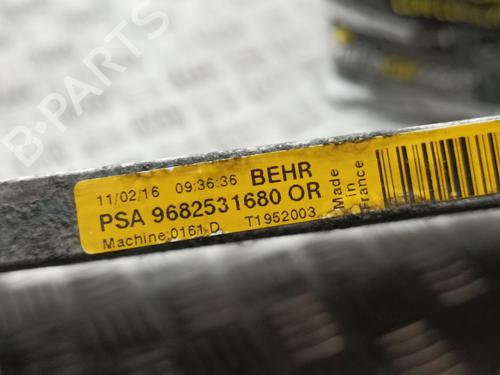 B-PARTS
11/02/16 09:36:36 BEHR
PSA 9682531680 OR
Machine:0161 D T1952003
Made
in
France